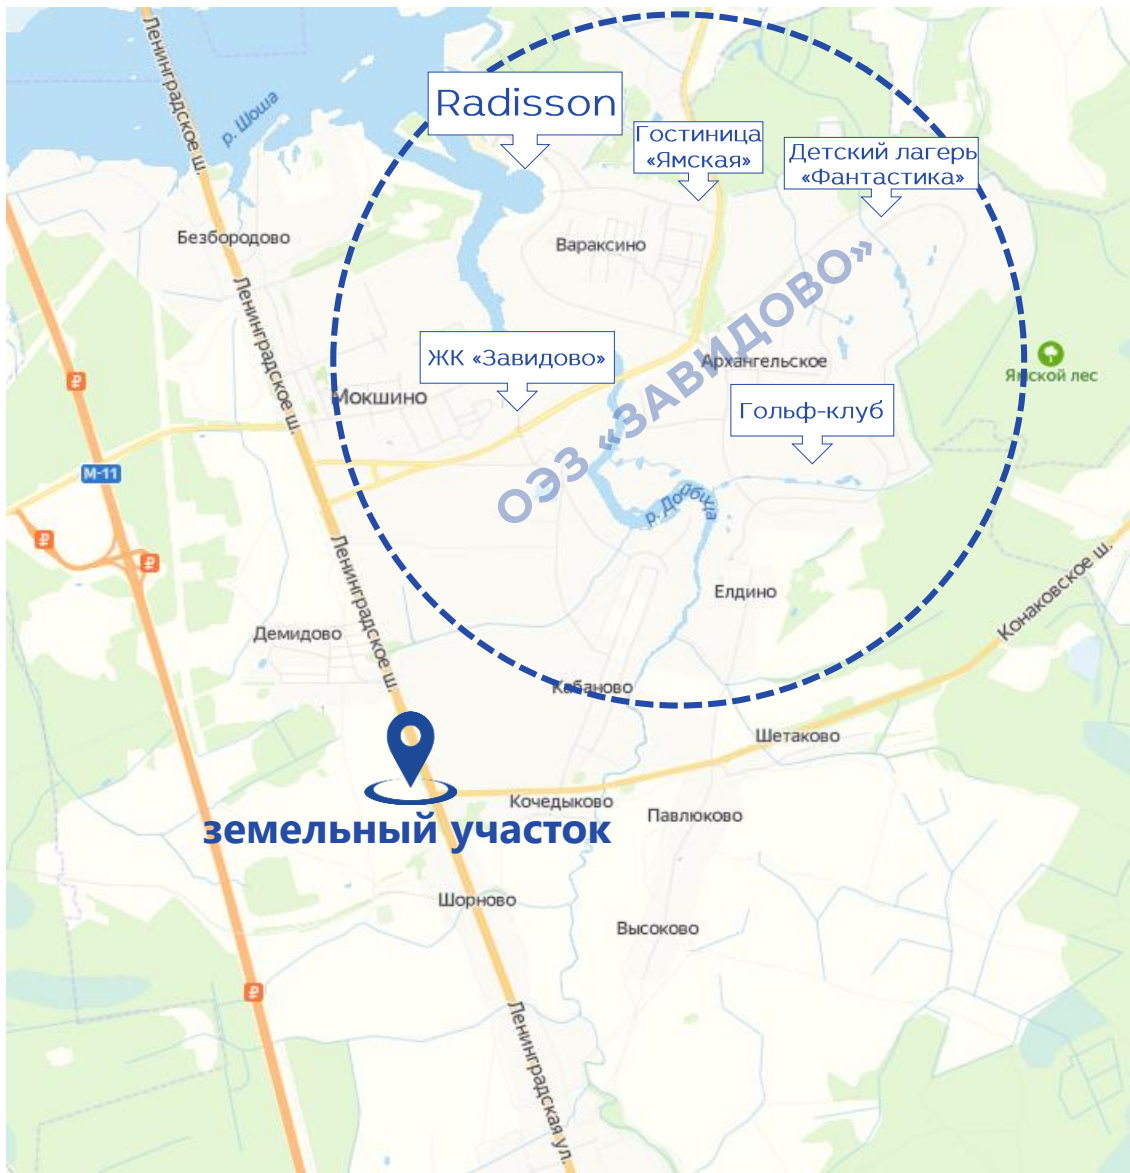 Ленинградское ш.
р. Шоша
Radisson
Гостиница
«Ямская»
Детский лагерь
«Фантастика»
Безбородово
Вараксино
Ленинградское ш.
ОЭЗ «ЗАВИДОВО»
ЖК «Завидово»
Архангельское
Ямской лес
Мокшино
Гольф-клуб
М-11
р. Дойбица
Ленинградское ш.
Конаковское ш.
Елдино
Демидово
Кабаново
Шетаково
Кочедыково
Павлюково
земельный участок
Шорново
Высоково
Ленинградская ул.